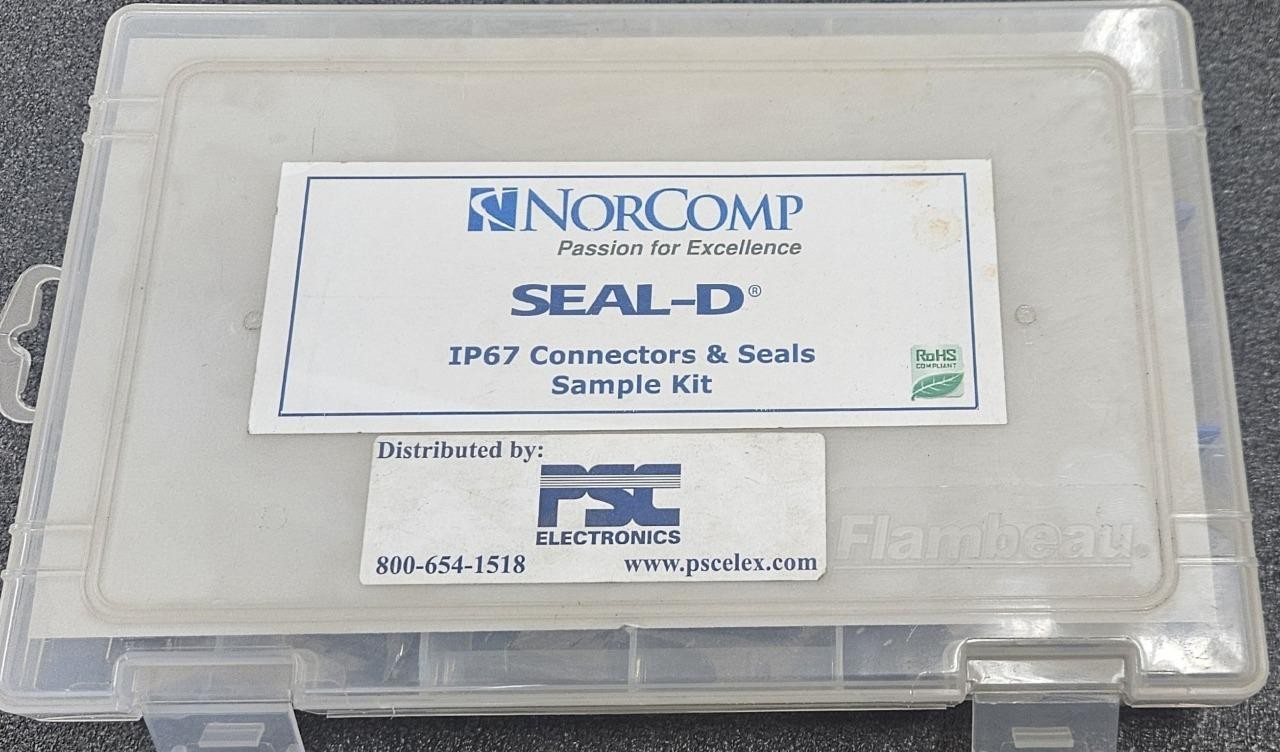 NORCOMP
Passion for Excellence
SEAL-D®
IP67 Connectors & Seals
Sample Kit
RoHS
COMPLIANT
Distributed by:
PSC
ELECTRONICS
800-654-1518 www.pscelex.com
Flambeau®